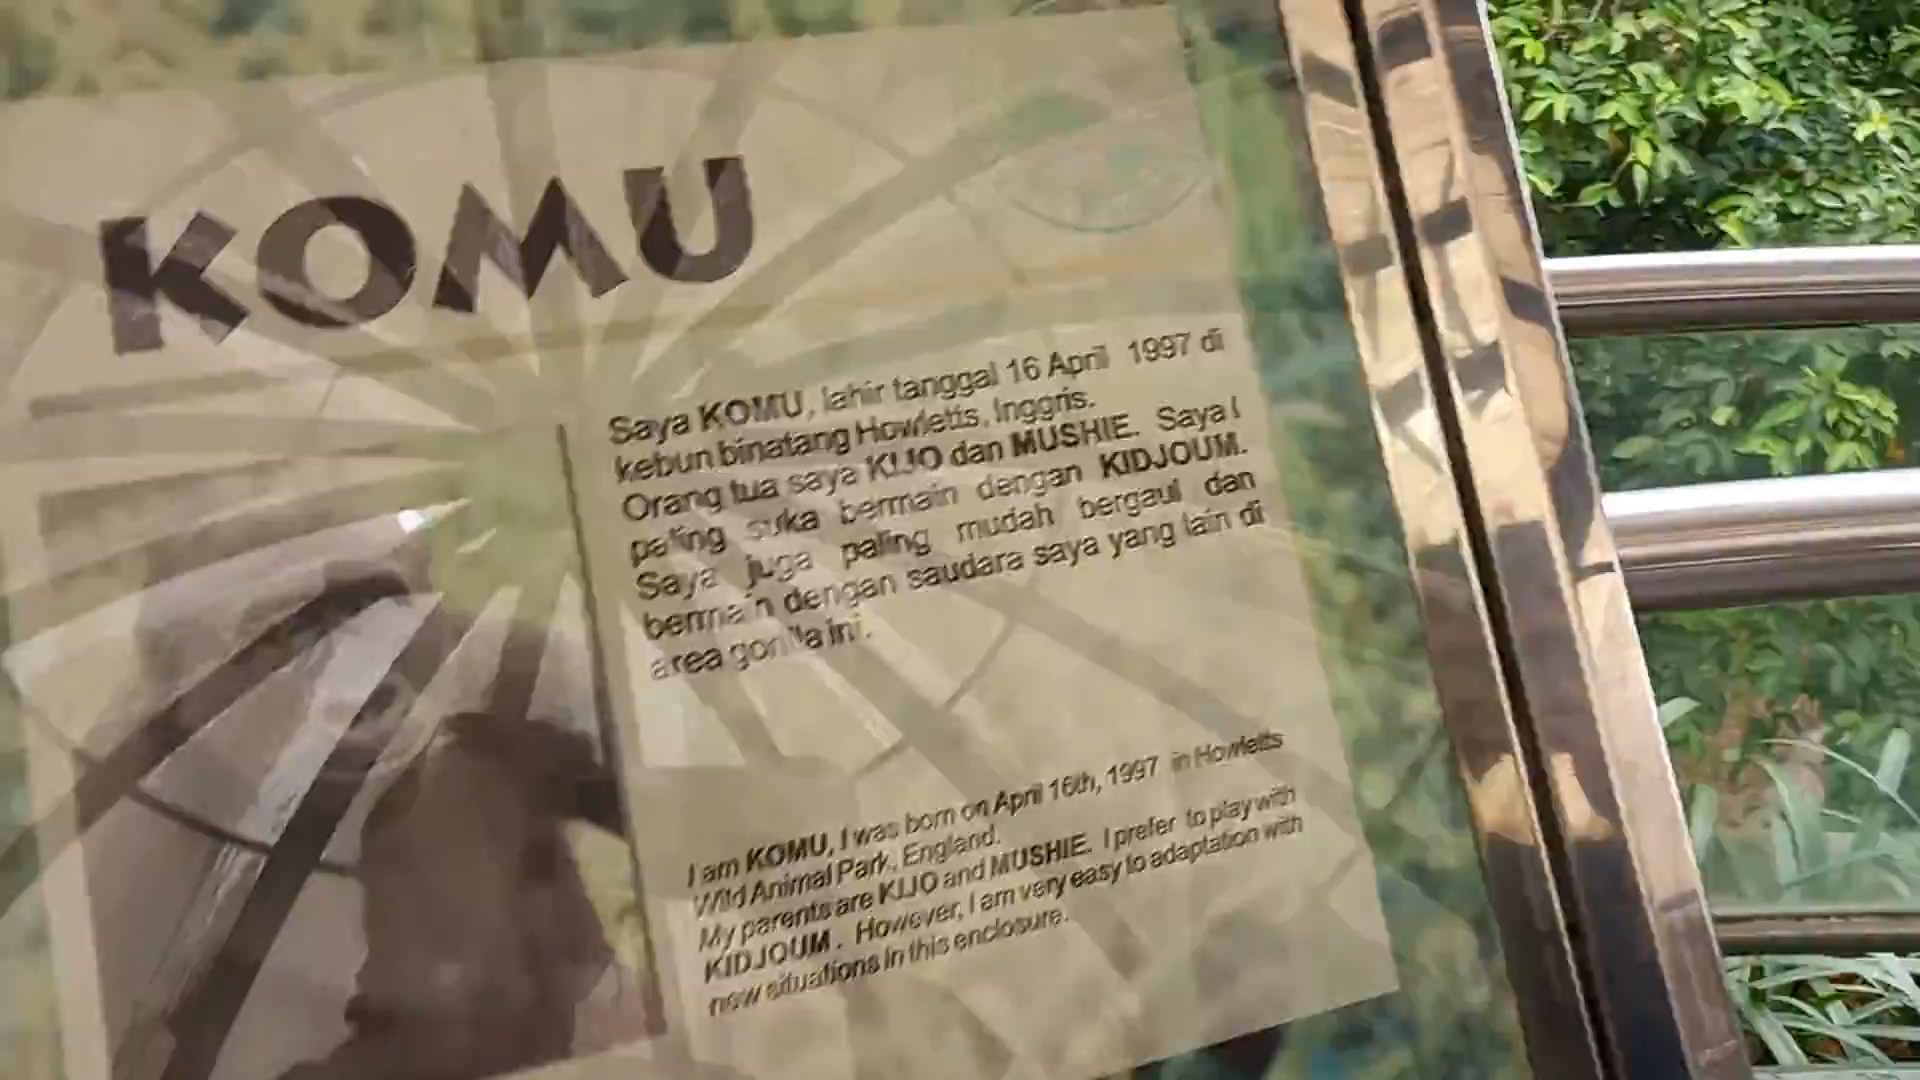 KOMU
Saya KOMU, lahir tanggal 16 April 1997 di
kebun binatang Howletts, Inggris.
Orang tua saya KIJO dan MUSHIE. Saya
paling suka bermain dengan KIDJOUM.
Saya juga paling mudah bergaul dan
bermain dengan saudara saya yang lain di
area gorilla ini.
I am KOMU, I was born on April 16th, 1997 in Howletts
Wild Animal Park, England.
My parents are KIJO and MUSHIE. I prefer to play with
KIDJOUM. However, I am very easy to adaptation with
new situations in this enclosure.